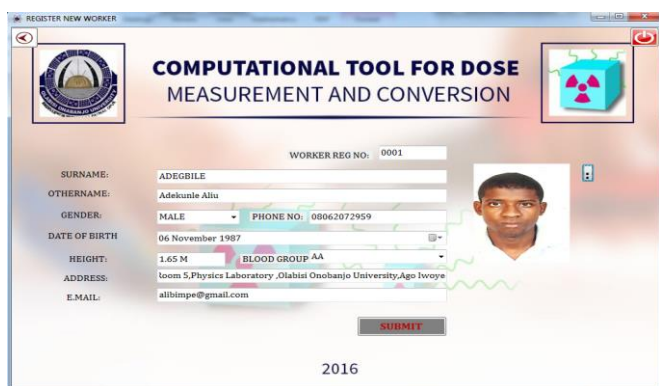 REGISTER NEW WORKER
COMPUTATIONAL TOOL FOR DOSE
MEASUREMENT AND CONVERSION
WORKER REG NO: 0001
SURNAME: ADEGBILE
OTHERNAME: Adekunle Aliu
GENDER: MALE PHONE NO: 08062072959
DATE OF BIRTH 06 November 1987
HEIGHT: 1.65 M BLOOD GROUP AA
ADDRESS: toom 5,Physics Laboratory ,Olabisi Onobanjo University,Ago Iwoye
E.MAIL: alibimpe@gmail.com
SUBMIT
2016